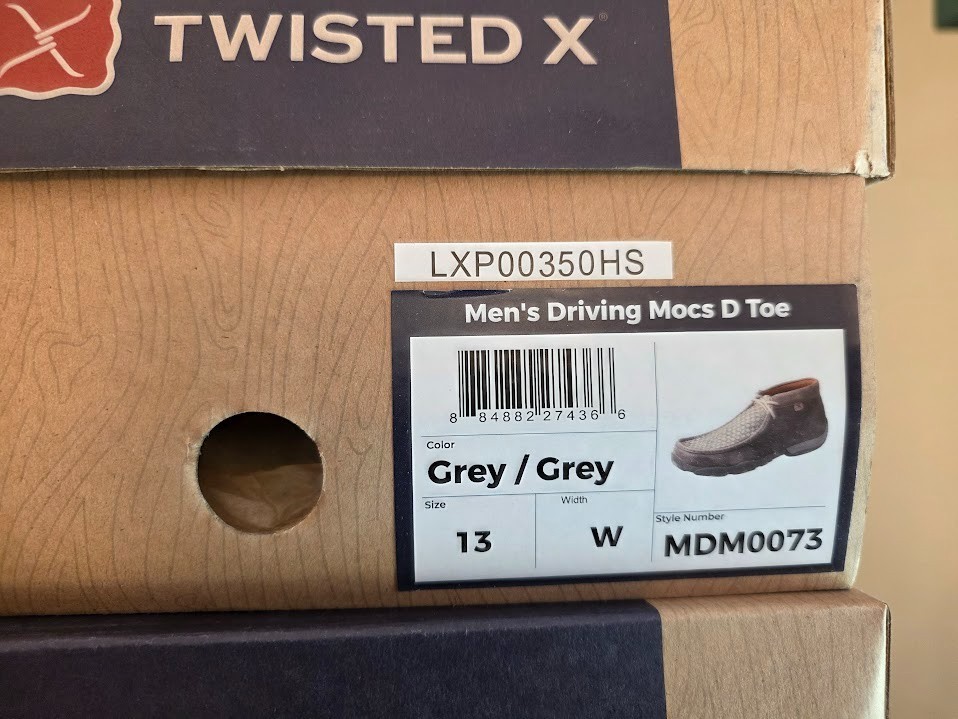 TWISTED X®
LXP00350HS
Men's Driving Mocs D Toe
8 84882 27436 6
Color
Grey / Grey
Size
13
Width
W
Style Number
MDM0073